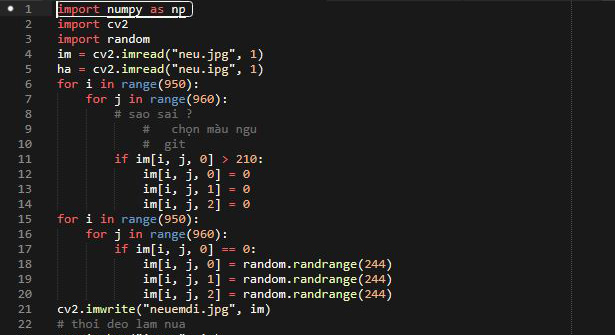 1 import numpy as np
2 import cv2
3 import random
4 im = cv2.imread("neu.jpg", 1)
5 ha = cv2.imread("neu.ipg", 1)
6 for i in range(950):
7     for j in range(960):
8         # sao sai ?
9             #   chọn màu ngu
10             #  git
11         if im[i, j, 0] > 210:
12             im[i, j, 0] = 0
13             im[i, j, 1] = 0
14             im[i, j, 2] = 0
15 for i in range(950):
16     for j in range(960):
17         if im[i, j, 0] == 0:
18             im[i, j, 0] = random.randrange(244)
19             im[i, j, 1] = random.randrange(244)
20             im[i, j, 2] = random.randrange(244)
21 cv2.imwrite("neuemdi.jpg", im)
22 # thoi deo lam nua